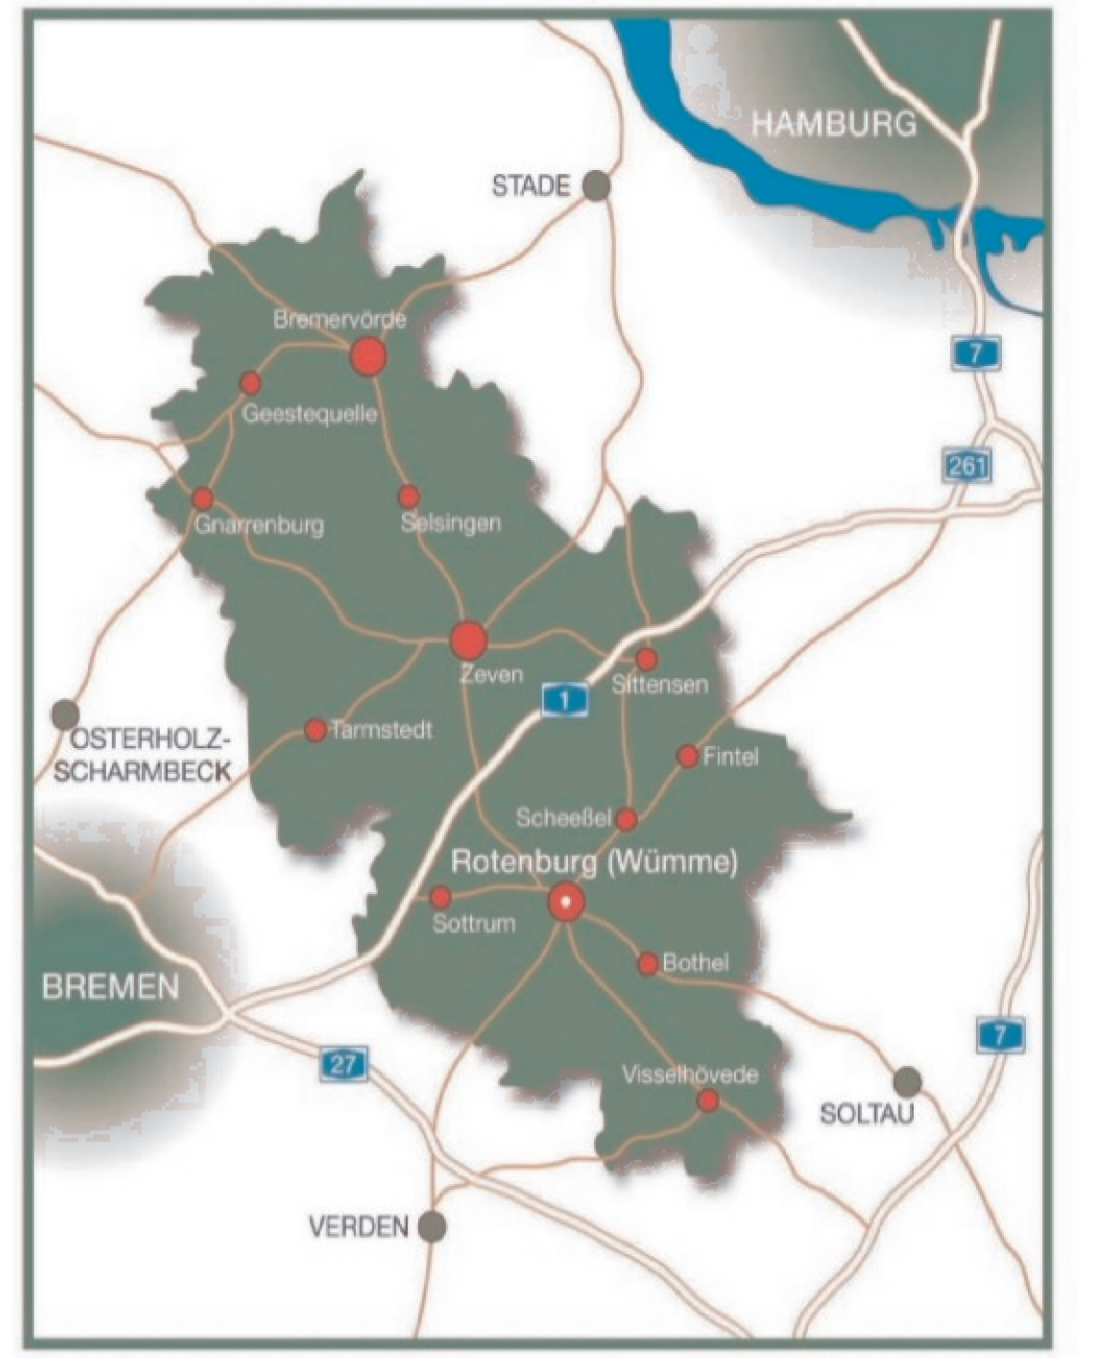 HAMBURG
STADE
Bremervörde
7
Geestequelle
261
Gnarrenburg
Selsingen
Zeven
Sittensen
1
OSTERHOLZ-
SCHARMBECK
Tarmstedt
Fintel
Scheeßel
Rotenburg (Wümme)
Sottrum
Bothel
BREMEN
27
7
Visselhövede
SOLTAU
VERDEN